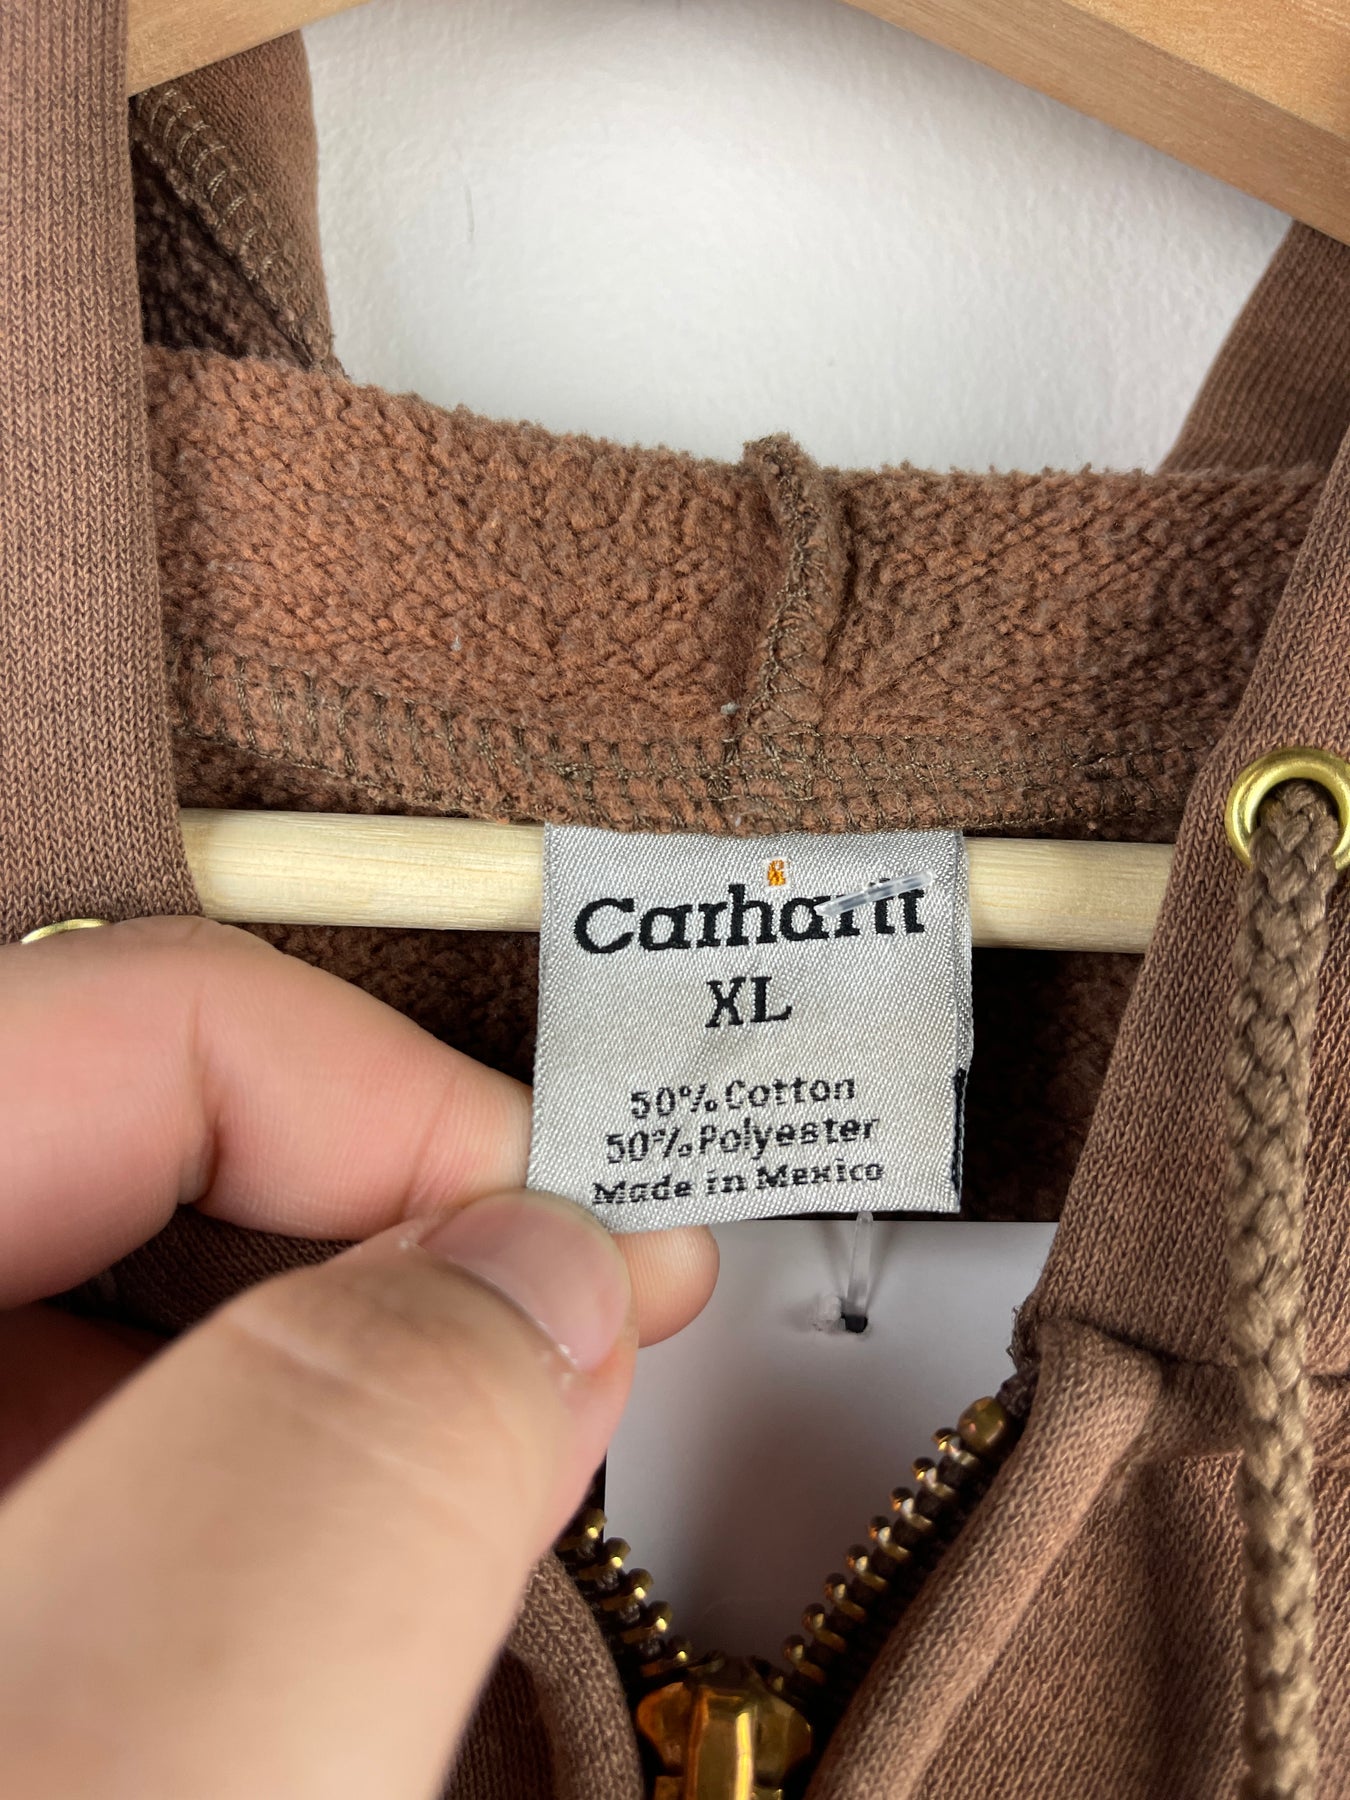 Carhartt
XL
50% Cotton
50% Polyester
Made in Mexico